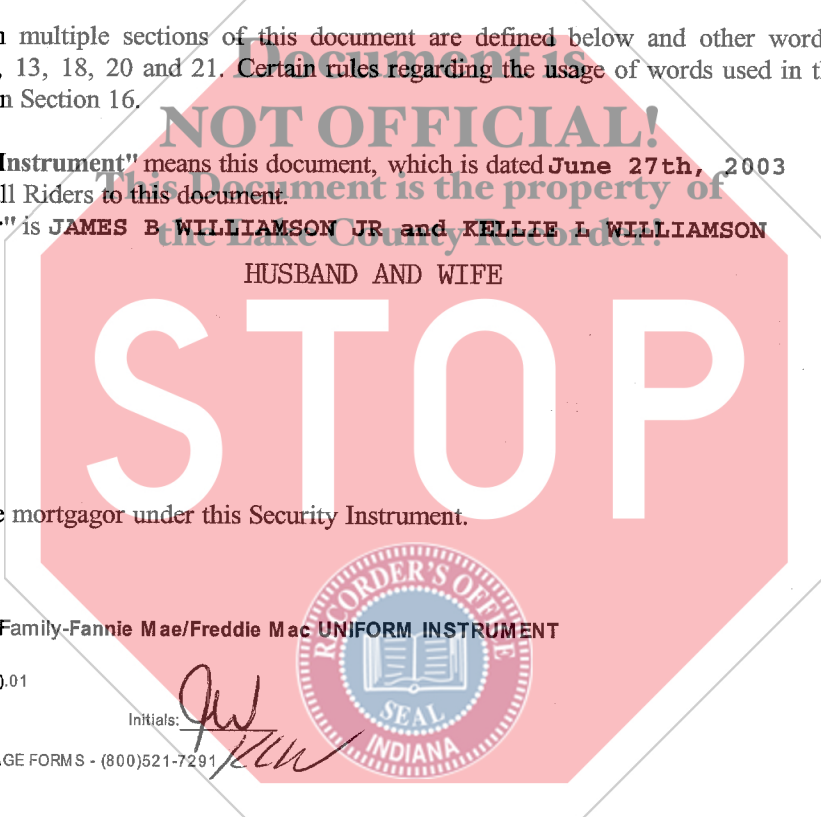 n multiple sections of this document are defined below and other word
, 13, 18, 20 and 21. Certain rules regarding the usage of words used in t
n Section 16.
Document is
NOT OFFICIAL!
Instrument" means this document, which is dated June 27th, 2003
This Document is the property of
ll Riders to this document.
" is JAMES B WILLIAMSON JR and KELLIE L WILLIAMSON
the Lake County Recorder!
HUSBAND AND WIFE
STOP
e mortgagor under this Security Instrument.
RECORDER'S OFFICE
Family-Fannie Mae/Freddie Mac UNIFORM INSTRUMENT
).01
SEAL
Initials: JW
INDIANA
GE FORMS - (800)521-7291 KLW